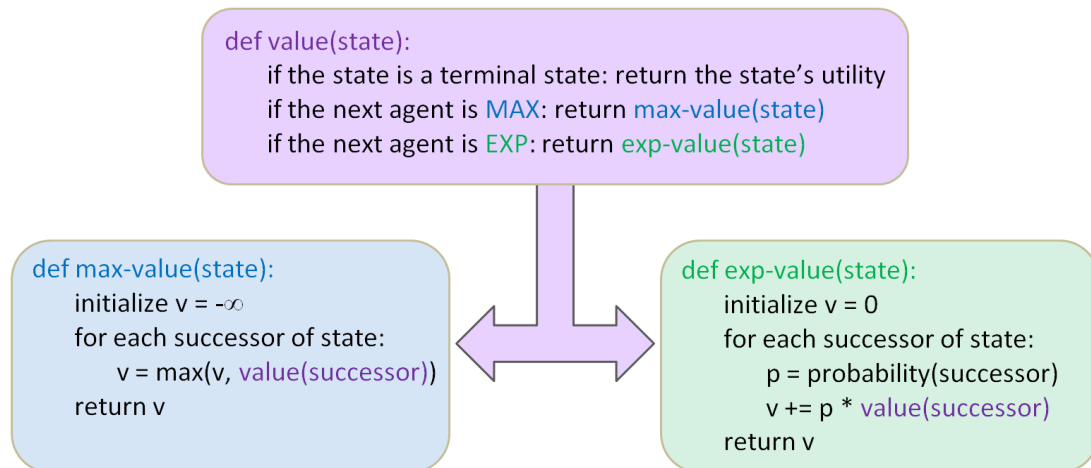 def value(state):
if the state is a terminal state: return the state’s utility
if the next agent is MAX: return max-value(state)
if the next agent is EXP: return exp-value(state)
def max-value(state):
initialize v = -∞
for each successor of state:
v = max(v, value(successor))
return v
def exp-value(state):
initialize v = 0
for each successor of state:
p = probability(successor)
v += p * value(successor)
return v